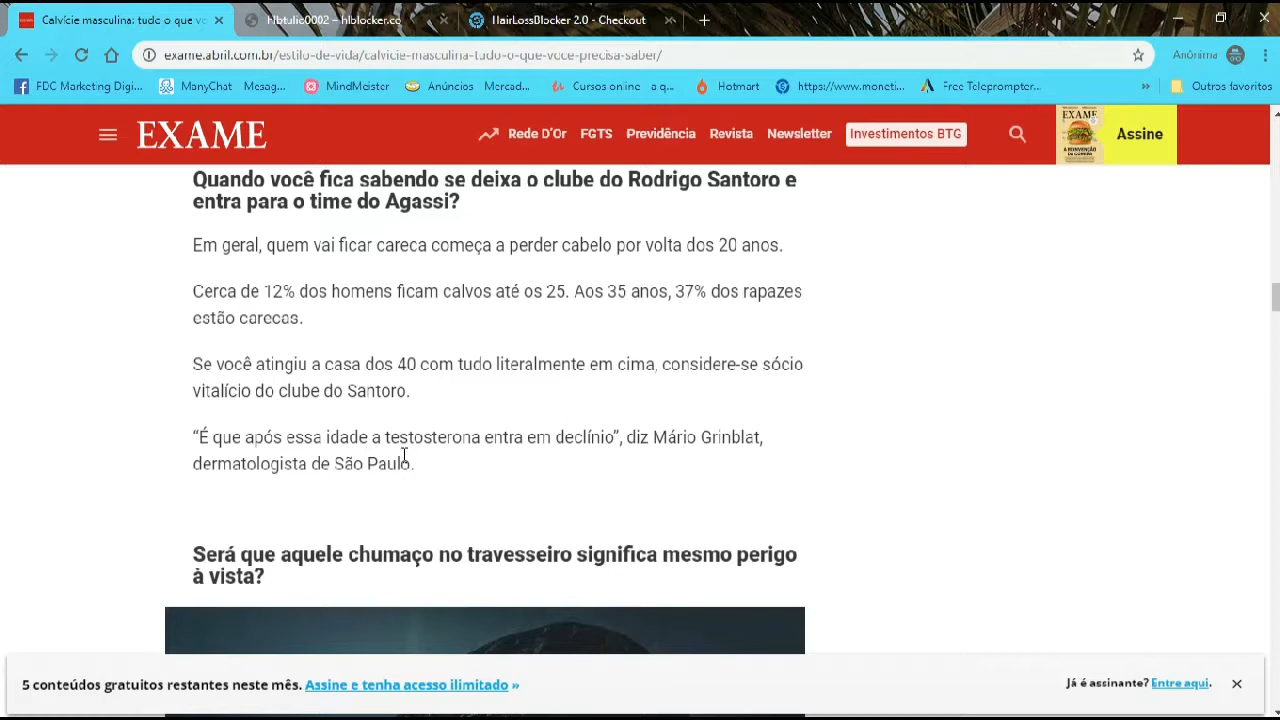 Calvície masculina: tudo o que vo
hlbtulio0002 – hlblocker.co
HairLossBlocker 2.0 - Checkout
exame.abril.com.br/estilo-de-vida/calvicie-masculina-tudo-o-que-voce-precisa-saber/
Anônima
FDC Marketing Digi...
ManyChat Mesag...
MindMeister
Anúncios Mercad...
Cursos online a q...
Hotmart
https://www.moneti...
Free Teleprompter...
»
Outros favoritos
EXAME
Rede D’Or
FGTS
Previdência
Revista
Newsletter
Investimentos BTG
EXAME
Assine
Quando você fica sabendo se deixa o clube do Rodrigo Santoro e
entra para o time do Agassi?
Em geral, quem vai ficar careca começa a perder cabelo por volta dos 20 anos.
Cerca de 12% dos homens ficam calvos até os 25. Aos 35 anos, 37% dos rapazes
estão carecas.
Se você atingiu a casa dos 40 com tudo literalmente em cima, considere-se sócio
vitalício do clube do Santoro.
“É que após essa idade a testosterona entra em declínio”, diz Mário Grinblat,
dermatologista de São Paulo.
Será que aquele chumaço no travesseiro significa mesmo perigo
à vista?
5 conteúdos gratuitos restantes neste mês. Assine e tenha acesso ilimitado »
Já é assinante? Entre aqui.